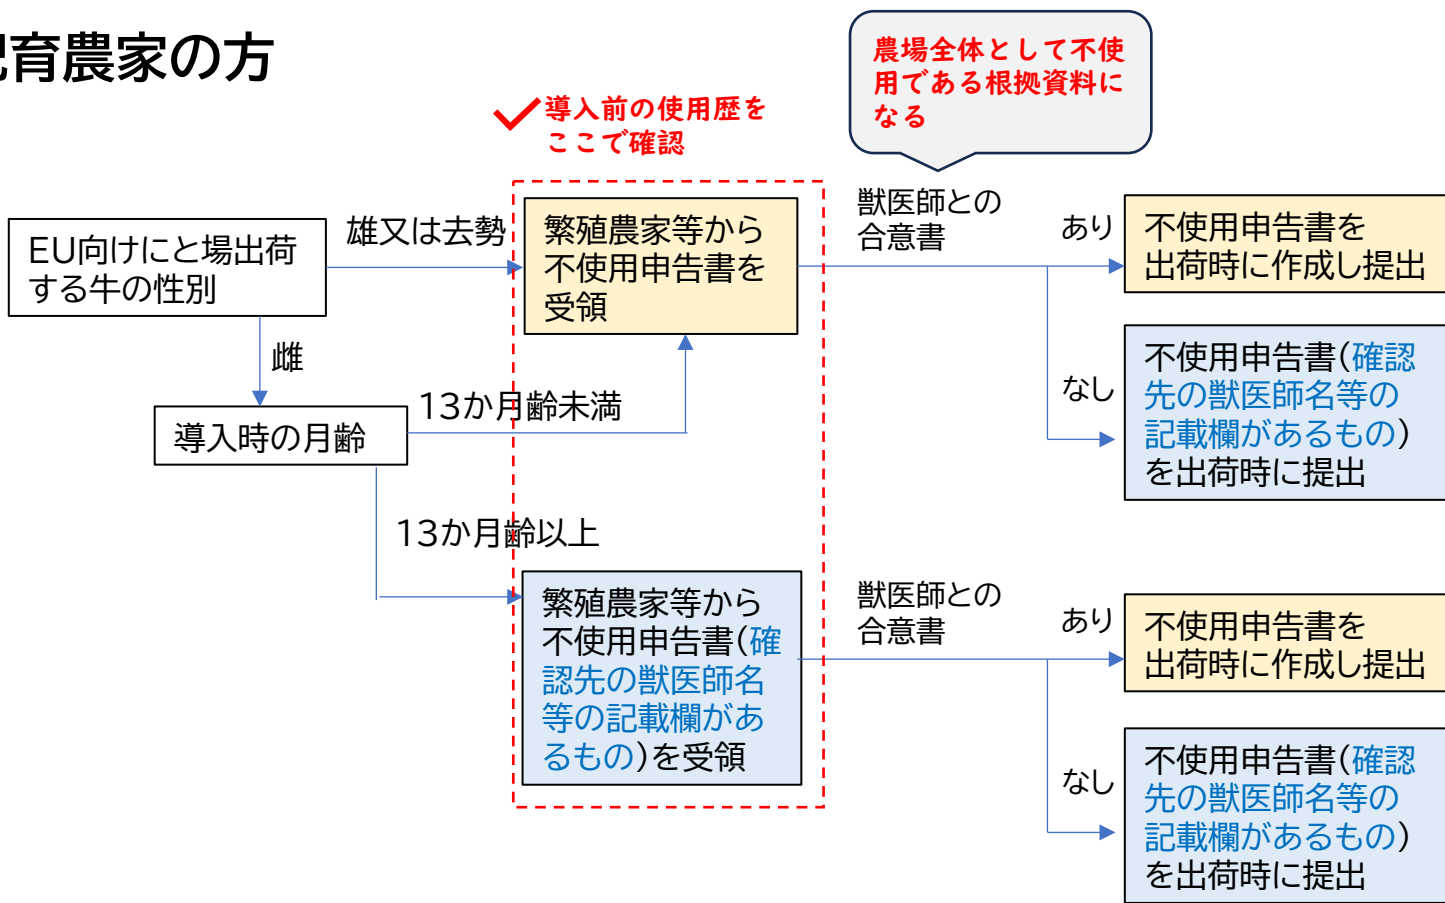 育農家の方
導入前の使用歴を
ここで確認
農場全体として不使
用である根拠資料に
なる
EU向けにと場出荷
する牛の性別
雄又は去勢
雌
導入時の月齢
13か月齢未満
13か月齢以上
繁殖農家等から
不使用申告書を
受領
繁殖農家等から
不使用申告書(確
認先の獣医師名
等の記載欄があ
るもの)を受領
獣医師との
合意書
あり
不使用申告書を
出荷時に作成し提出
なし
不使用申告書(確認
先の獣医師名等の
記載欄があるもの)
を出荷時に提出
獣医師との
合意書
あり
不使用申告書を
出荷時に作成し提出
なし
不使用申告書(確認
先の獣医師名等の
記載欄があるもの)
を出荷時に提出